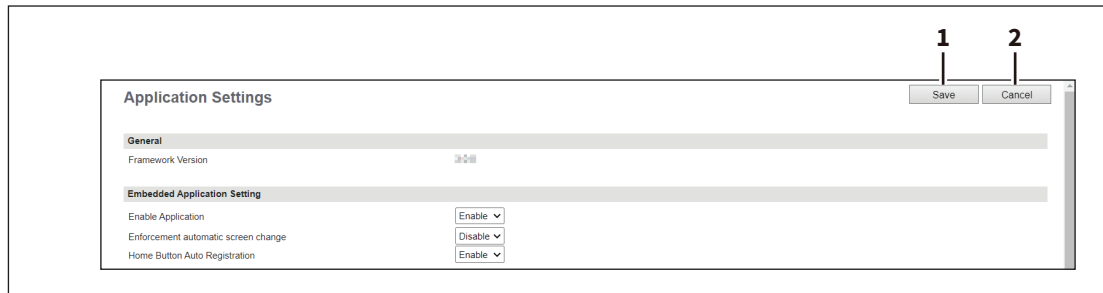 1 2
Application Settings Save Cancel
General
Framework Version
Embedded Application Setting
Enable Application Enable
Enforcement automatic screen change Disable
Home Button Auto Registration Enable